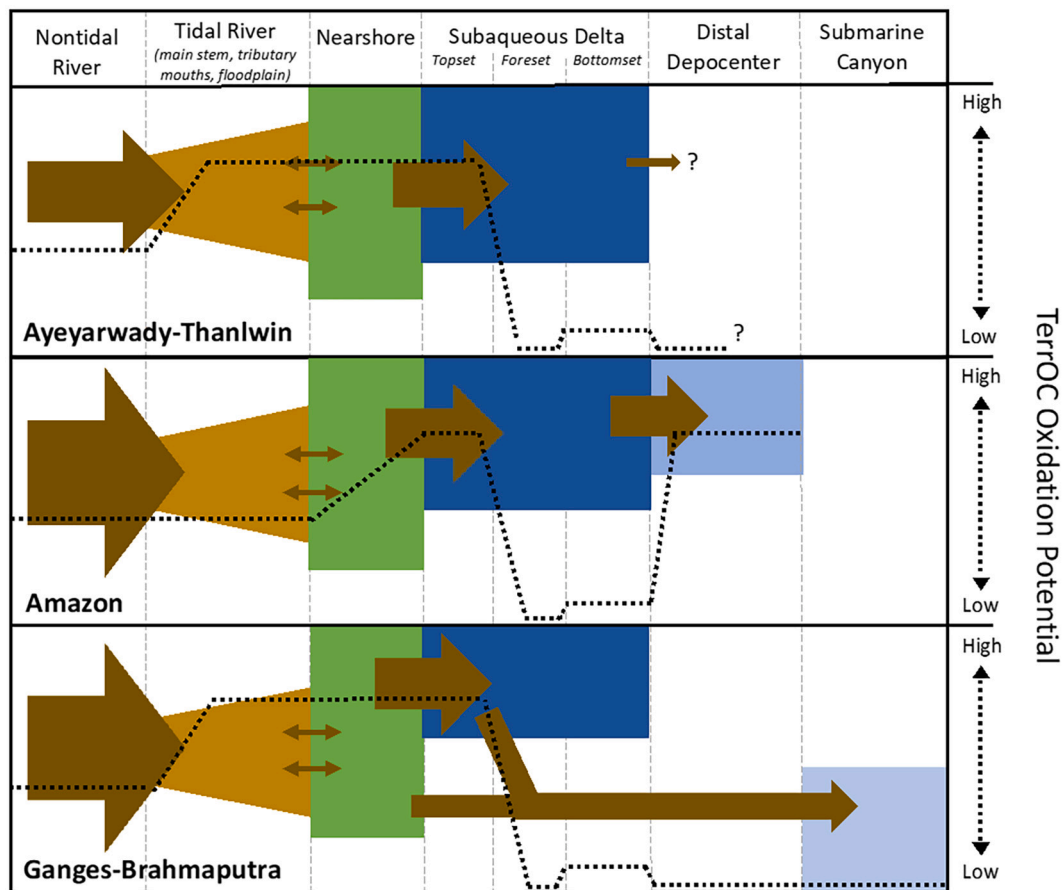 Nontidal
River
Tidal River
(main stem, tributary
mouths, floodplain)
Nearshore
Subaqueous Delta
Topset
Foreset
Bottomset
Distal
Depocenter
Submarine
Canyon
High
?
?
Low
Ayeyarwady-Thanlwin
High
Low
Amazon
High
Low
Ganges-Brahmaputra
TerrOC Oxidation Potential